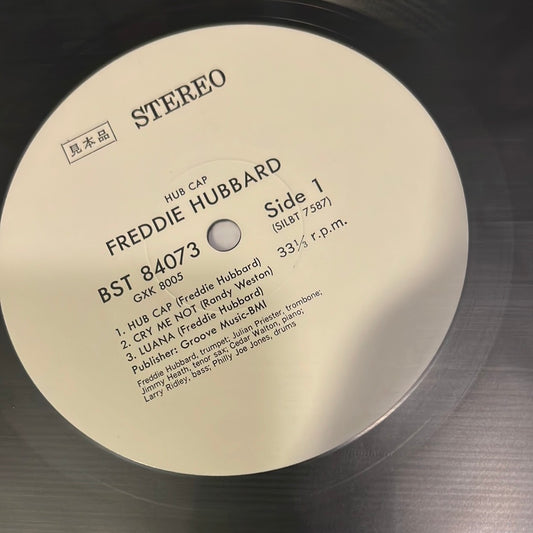 STEREO
見本品
HUB CAP
FREDDIE HUBBARD
BST 84073
GXK 8005
Side 1
(SILBT 7587)
33⅓ r.p.m.
1. HUB CAP (Freddie Hubbard)
2. CRY ME NOT (Randy Weston)
3. LUANA (Freddie Hubbard)
Publisher: Groove Music-BMI
Freddie Hubbard, trumpet; Julian Priester, trombone;
Jimmy Heath, tenor sax; Cedar Walton, piano;
Larry Ridley, bass; Philly Joe Jones, drums